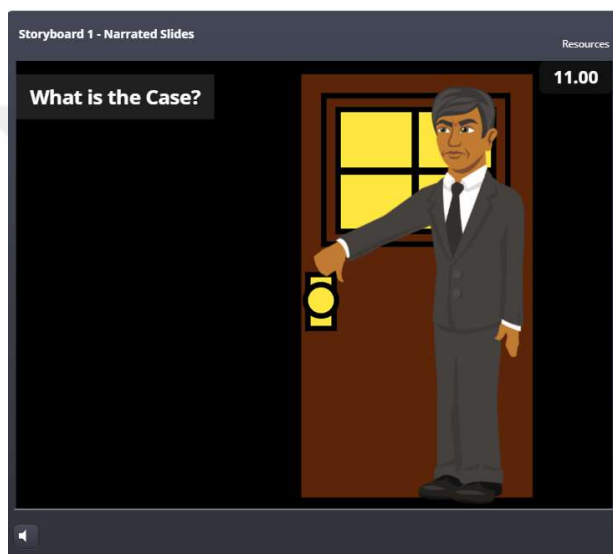 Storyboard 1 - Narrated Slides
Resources
What is the Case?
11.00